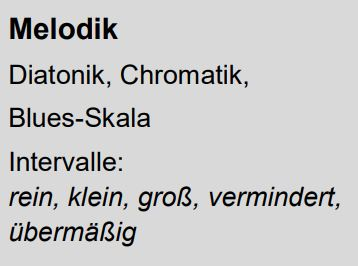 Melodik
Diatonik, Chromatik,
Blues-Skala
Intervalle:
rein, klein, groß, vermindert,
übermäßig